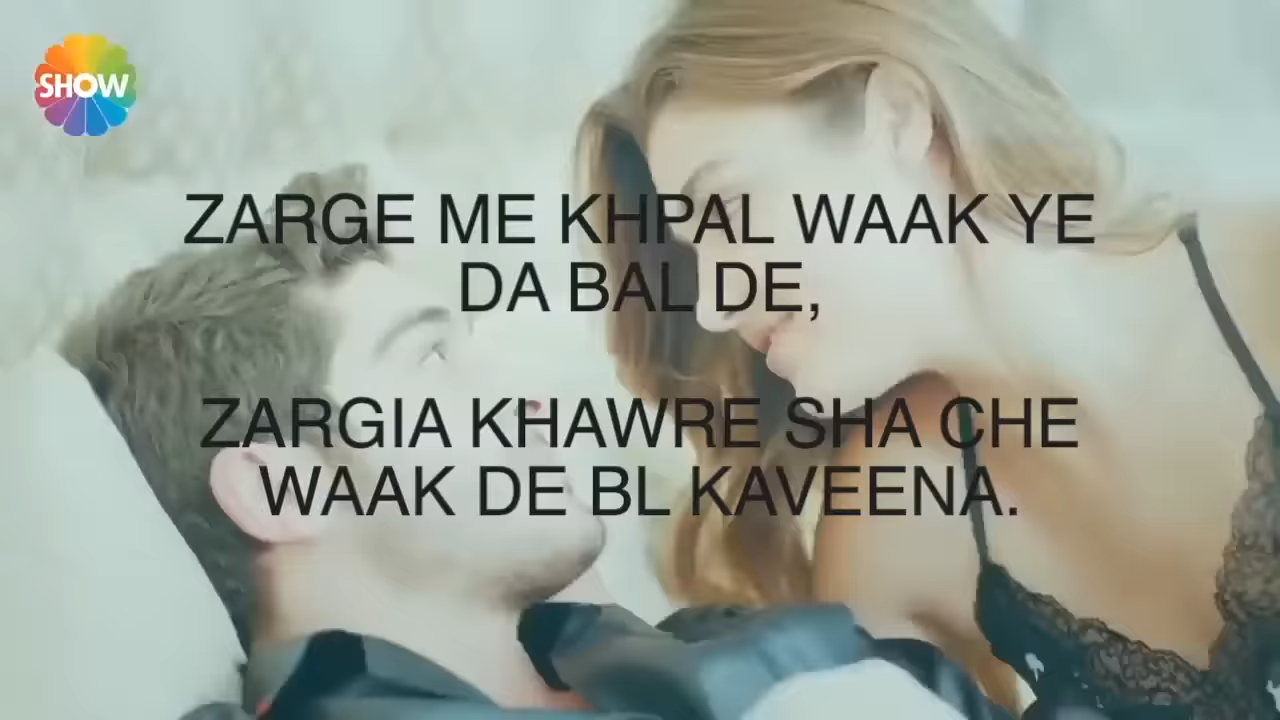 SHOW
ZARGE ME KHPAL WAAK YE
DA BAL DE,
ZARGIA KHAWRE SHA CHE
WAAK DE BL KAVEENA.